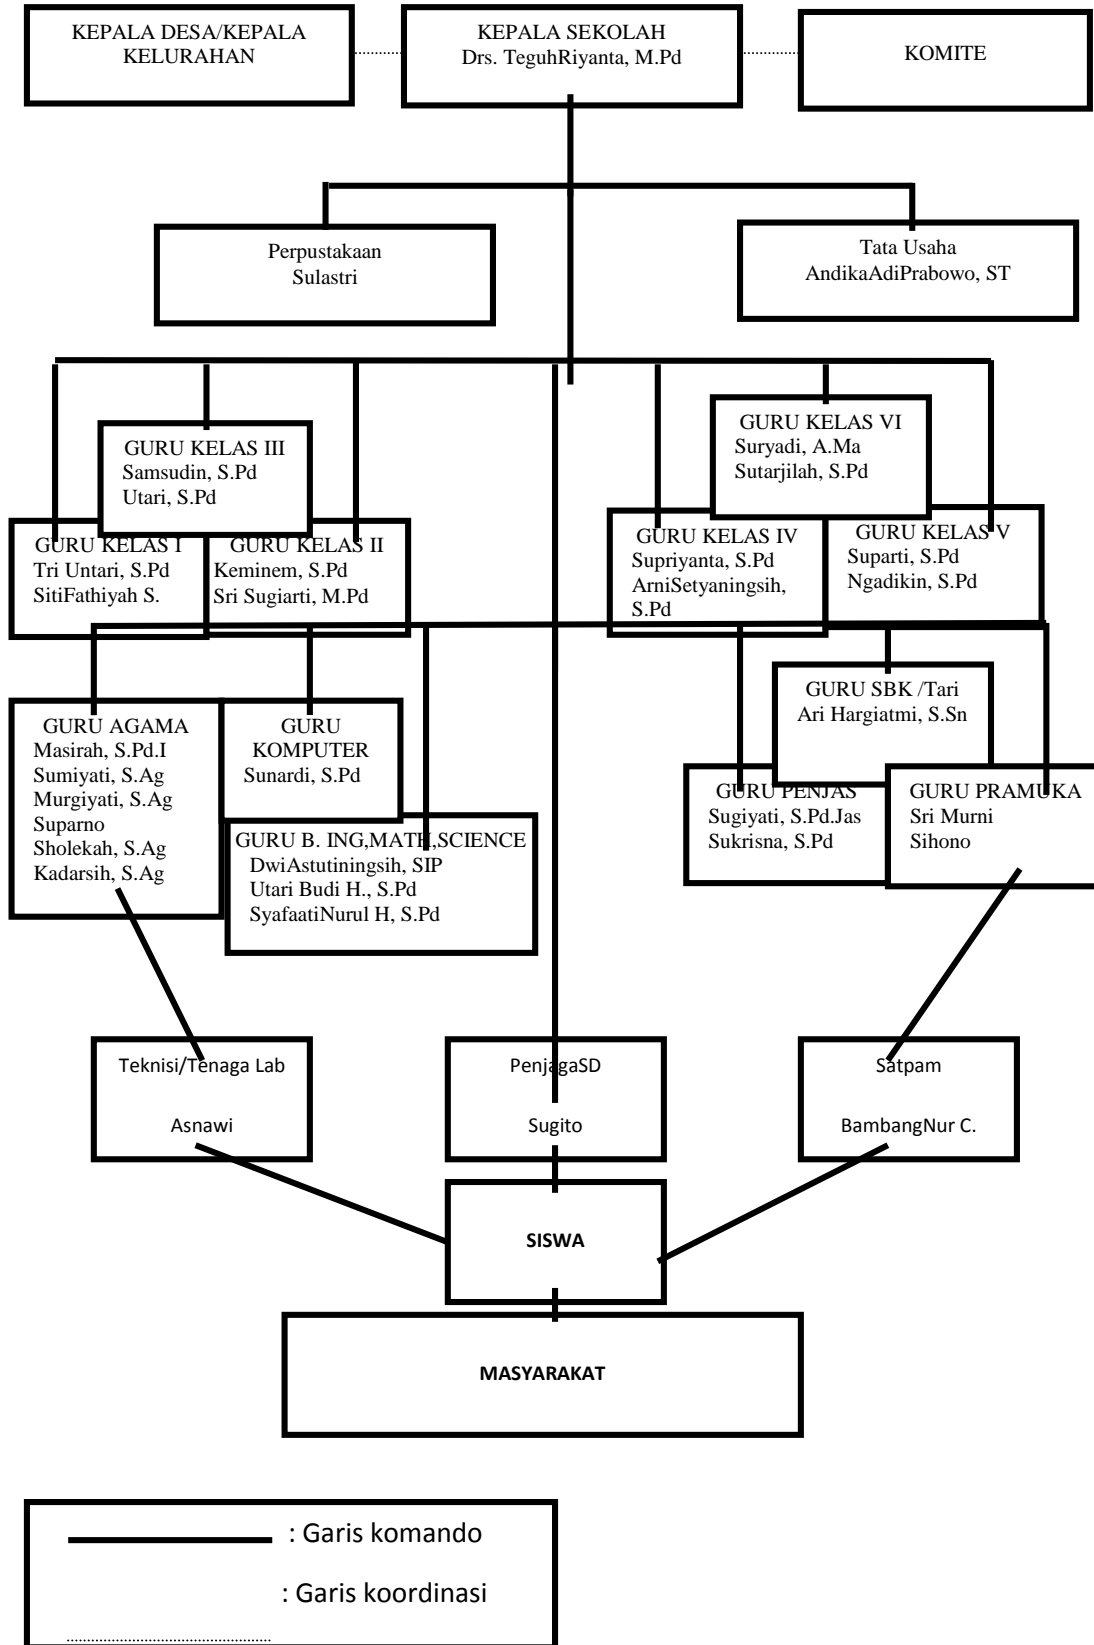 KEPALA DESA/KEPALA
KELURAHAN
KEPALA SEKOLAH
Drs. TeguhRiyanta, M.Pd
KOMITE
Perpustakaan
Sulastri
Tata Usaha
AndikaAdiPrabowo, ST
GURU KELAS III
Samsudin, S.Pd
Utari, S.Pd
GURU KELAS VI
Suryadi, A.Ma
Sutarjilah, S.Pd
GURU KELAS I
Tri Untari, S.Pd
SitiFathiyah S.
GURU KELAS II
Keminem, S.Pd
Sri Sugiarti, M.Pd
GURU KELAS IV
Supriyanta, S.Pd
ArniSetyaningsih,
S.Pd
GURU KELAS V
Suparti, S.Pd
Ngadikin, S.Pd
GURU AGAMA
Masirah, S.Pd.I
Sumiyati, S.Ag
Murgiyati, S.Ag
Suparno
Sholekah, S.Ag
Kadarsih, S.Ag
GURU
KOMPUTER
Sunardi, S.Pd
GURU B. ING,MATH,SCIENCE
DwiAstutiningsih, SIP
Utari Budi H., S.Pd
SyafaatiNurul H, S.Pd
GURU SBK /Tari
Ari Hargiatmi, S.Sn
GURU PENJAS
Sugiyati, S.Pd.Jas
Sukrisna, S.Pd
GURU PRAMUKA
Sri Murni
Sihono
Teknisi/Tenaga Lab
Asnawi
PenjagaSD
Sugito
Satpam
BambangNur C.
SISWA
MASYARAKAT
: Garis komando
: Garis koordinasi